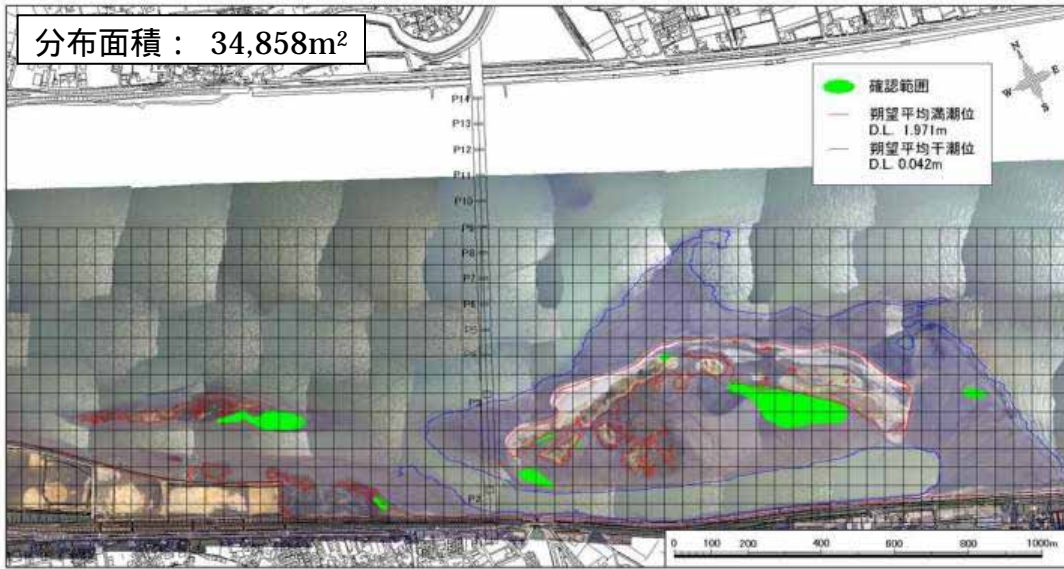 分布面積： 34,858m²
N
W
E
S
確認範囲
朔望平均満潮位
D.L. 1.971m
朔望平均干潮位
D.L. 0.042m
P14
P13
P12
P11
P10
P9
P8
P7
P6
P5
P4
P3
P2
0 100 200 400 600 800 1000m